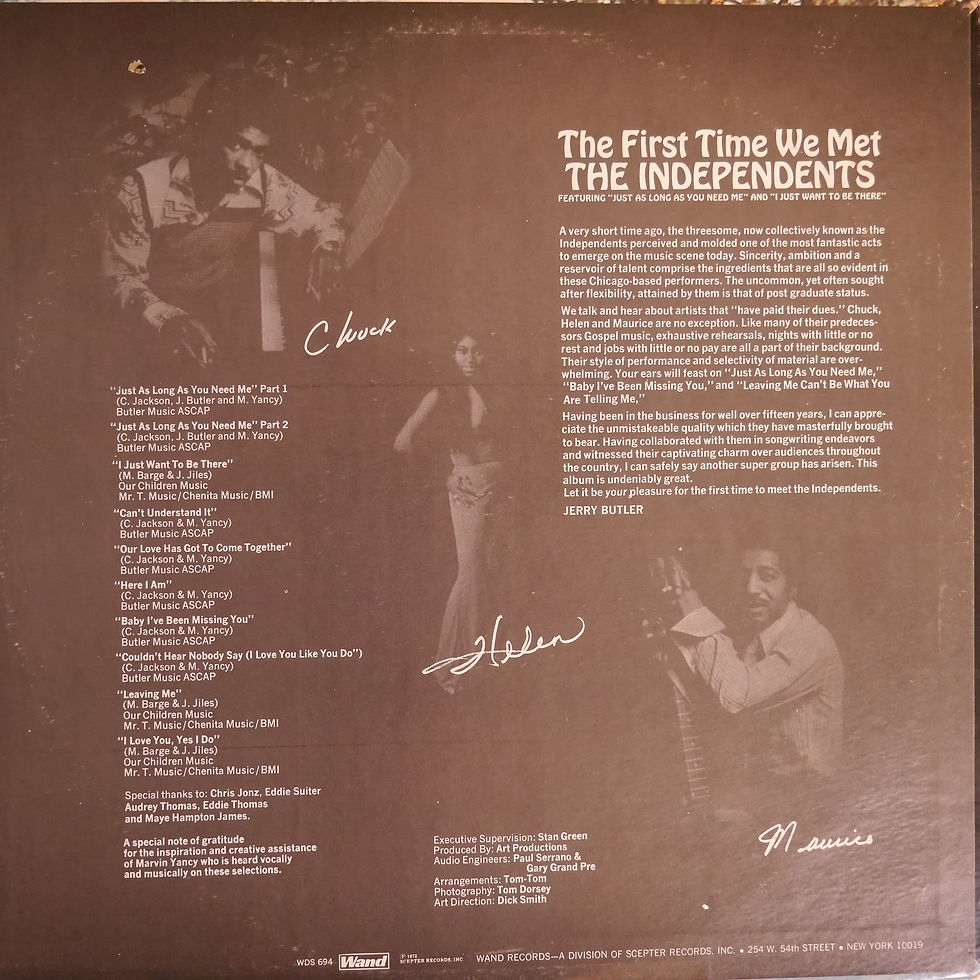 The First Time We Met
THE INDEPENDENTS
FEATURING "JUST AS LONG AS YOU NEED ME" AND "I JUST WANT TO BE THERE"
A very short time ago, the threesome, now collectively known as the
Independents perceived and molded one of the most fantastic acts
to emerge on the music scene today. Sincerity, ambition and a
reservoir of talent comprise the ingredients that are all so evident in
these Chicago-based performers. The uncommon, yet often sought
after flexibility, attained by them is that of post graduate status.
We talk and hear about artists that "have paid their dues." Chuck,
Helen and Maurice are no exception. Like many of their predeces-
sors Gospel music, exhaustive rehearsals, nights with little or no
rest and jobs with little or no pay are all a part of their background.
Their style of performance and selectivity of material are over-
whelming. Your ears will feast on "Just As Long As You Need Me,"
"Baby I've Been Missing You," and "Leaving Me Can't Be What You
Are Telling Me,"
Having been in the business for well over fifteen years, I can appre-
ciate the unmistakeable quality which they have masterfully brought
to bear. Having collaborated with them in songwriting endeavors
and witnessed their captivating charm over audiences throughout
the country, I can safely say another super group has arisen. This
album is undeniably great.
Let it be your pleasure for the first time to meet the Independents.
JERRY BUTLER
Chuck
"Just As Long As You Need Me" Part 1
(C. Jackson, J. Butler and M. Yancy)
Butler Music ASCAP
"Just As Long As You Need Me" Part 2
(C. Jackson, J. Butler and M. Yancy)
Butler Music ASCAP
"I Just Want To Be There"
(M. Barge & J. Jiles)
Our Children Music
Mr. T. Music/Chenita Music/BMI
"Can't Understand It"
(C. Jackson & M. Yancy)
Butler Music ASCAP
"Our Love Has Got To Come Together"
(C. Jackson & M. Yancy)
Butler Music ASCAP
"Here I Am"
(C. Jackson & M. Yancy)
Butler Music ASCAP
"Baby I've Been Missing You"
(C. Jackson & M. Yancy)
Butler Music ASCAP
"Couldn't Hear Nobody Say (I Love You Like You Do")
(C. Jackson & M. Yancy)
Butler Music ASCAP
"Leaving Me"
(M. Barge & J. Jiles)
Our Children Music
Mr. T. Music/Chenita Music/BMI
"I Love You, Yes I Do"
(M. Barge & J. Jiles)
Our Children Music
Mr. T. Music/Chenita Music/BMI
Special thanks to: Chris Jonz, Eddie Suiter
Audrey Thomas, Eddie Thomas
and Maye Hampton James.
A special note of gratitude
for the inspiration and creative assistance
of Marvin Yancy who is heard vocally
and musically on these selections.
Helen
Maurice
Executive Supervision: Stan Green
Produced By: Art Productions
Audio Engineers: Paul Serrano &
Gary Grand Pre
Arrangements: Tom-Tom
Photography: Tom Dorsey
Art Direction: Dick Smith
WDS 694
Wand
℗ 1972
SCEPTER RECORDS, INC.
WAND RECORDS—A DIVISION OF SCEPTER RECORDS, INC. • 254 W. 54th STREET • NEW YORK 10019